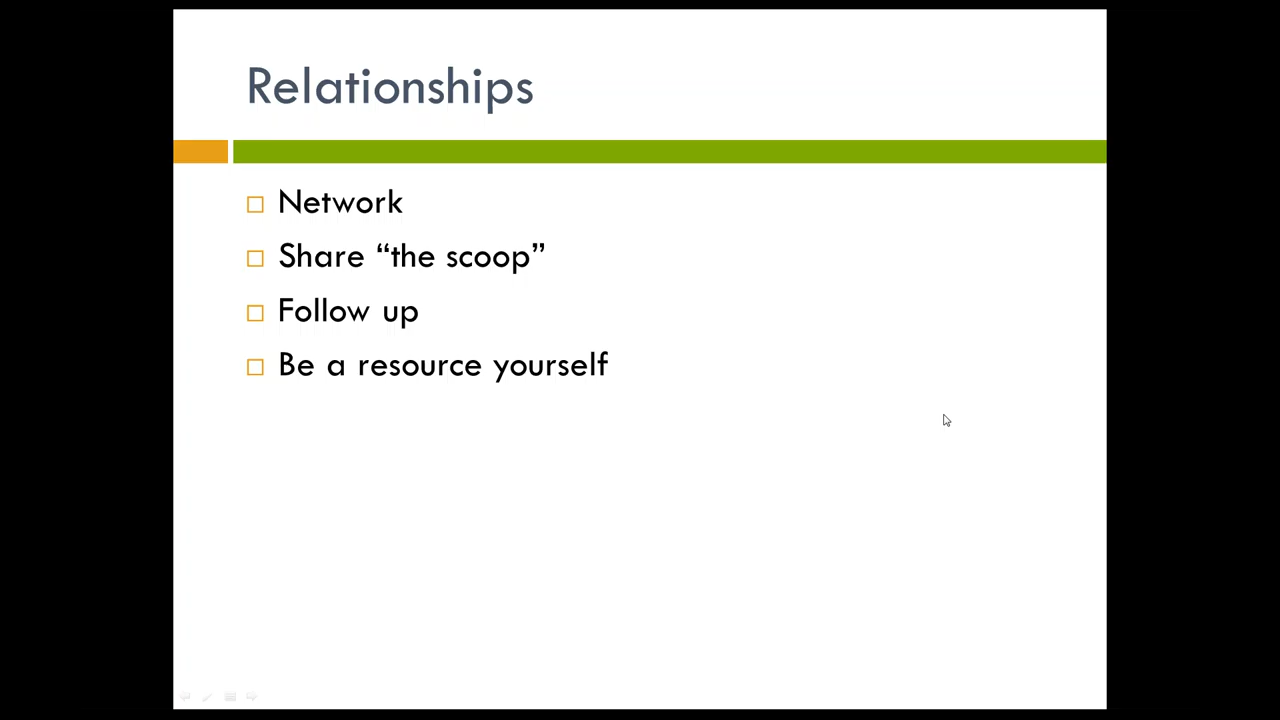 Relationships
Network
Share “the scoop”
Follow up
Be a resource yourself